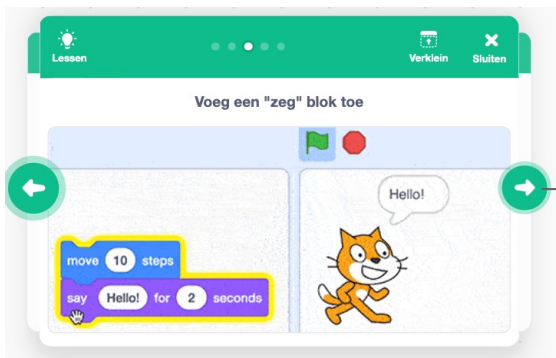 Lessen
Verklein
Sluiten
Voeg een "zeg" blok toe
Hello!
move 10 steps
say Hello! for 2 seconds